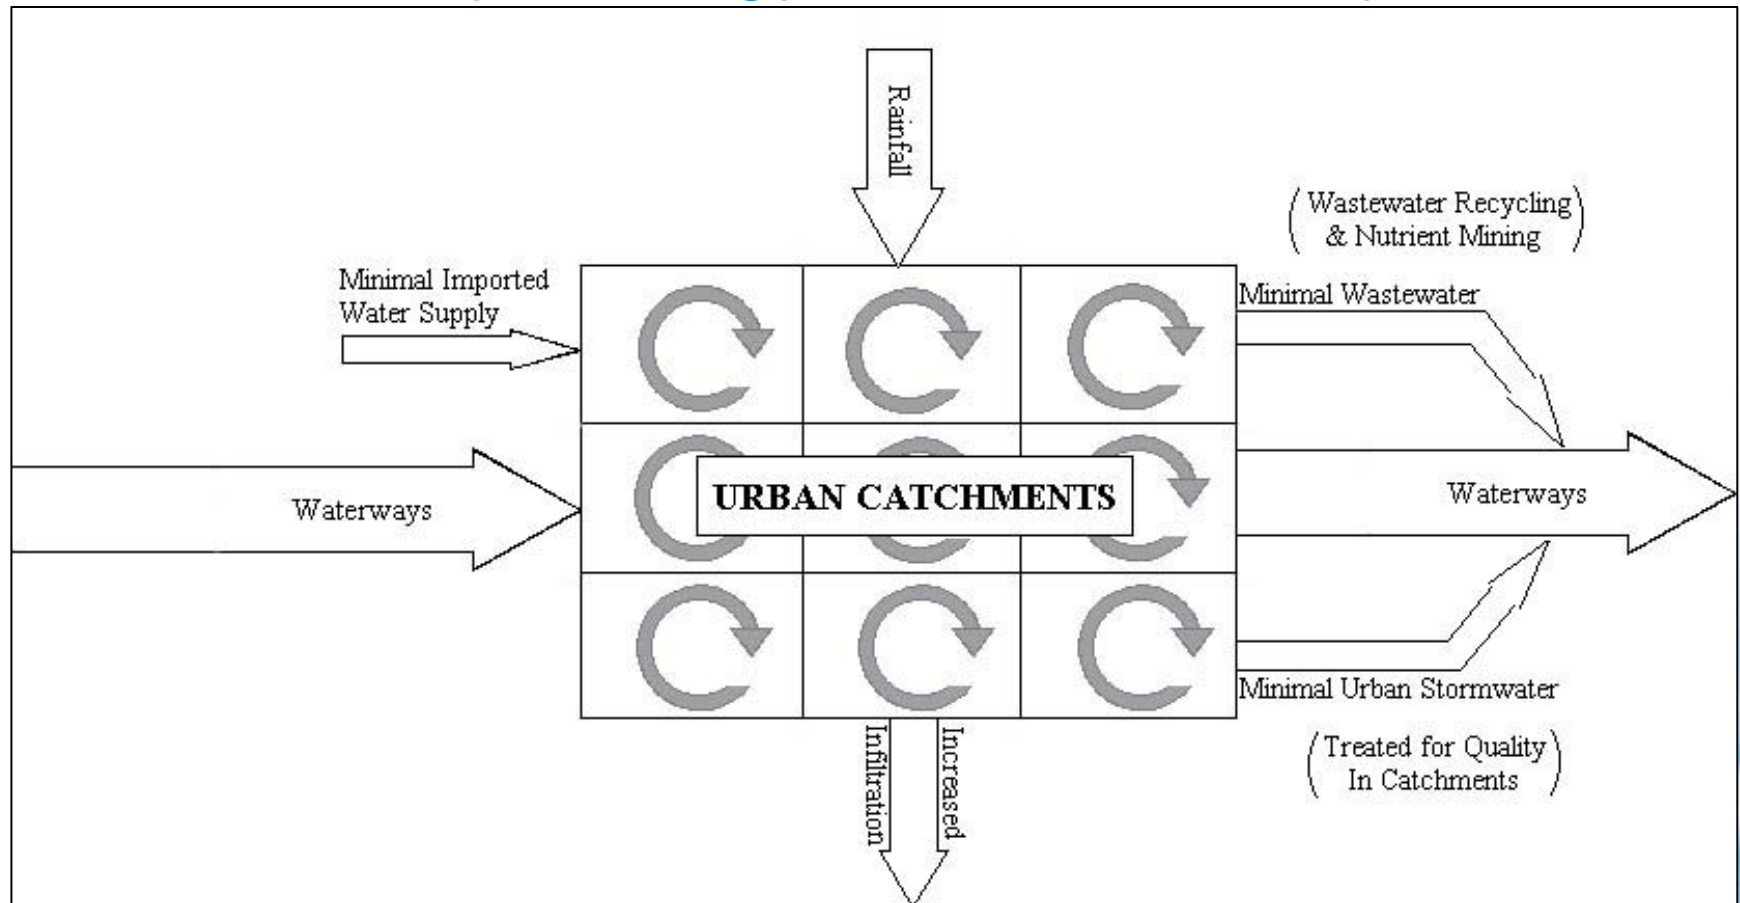 Rainfall
(Wastewater Recycling
& Nutrient Mining)
Minimal Imported
Water Supply
Minimal Wastewater
Waterways
URBAN CATCHMENTS
Waterways
Minimal Urban Stormwater
(Treated for Quality
In Catchments)
Increased
Infiltration